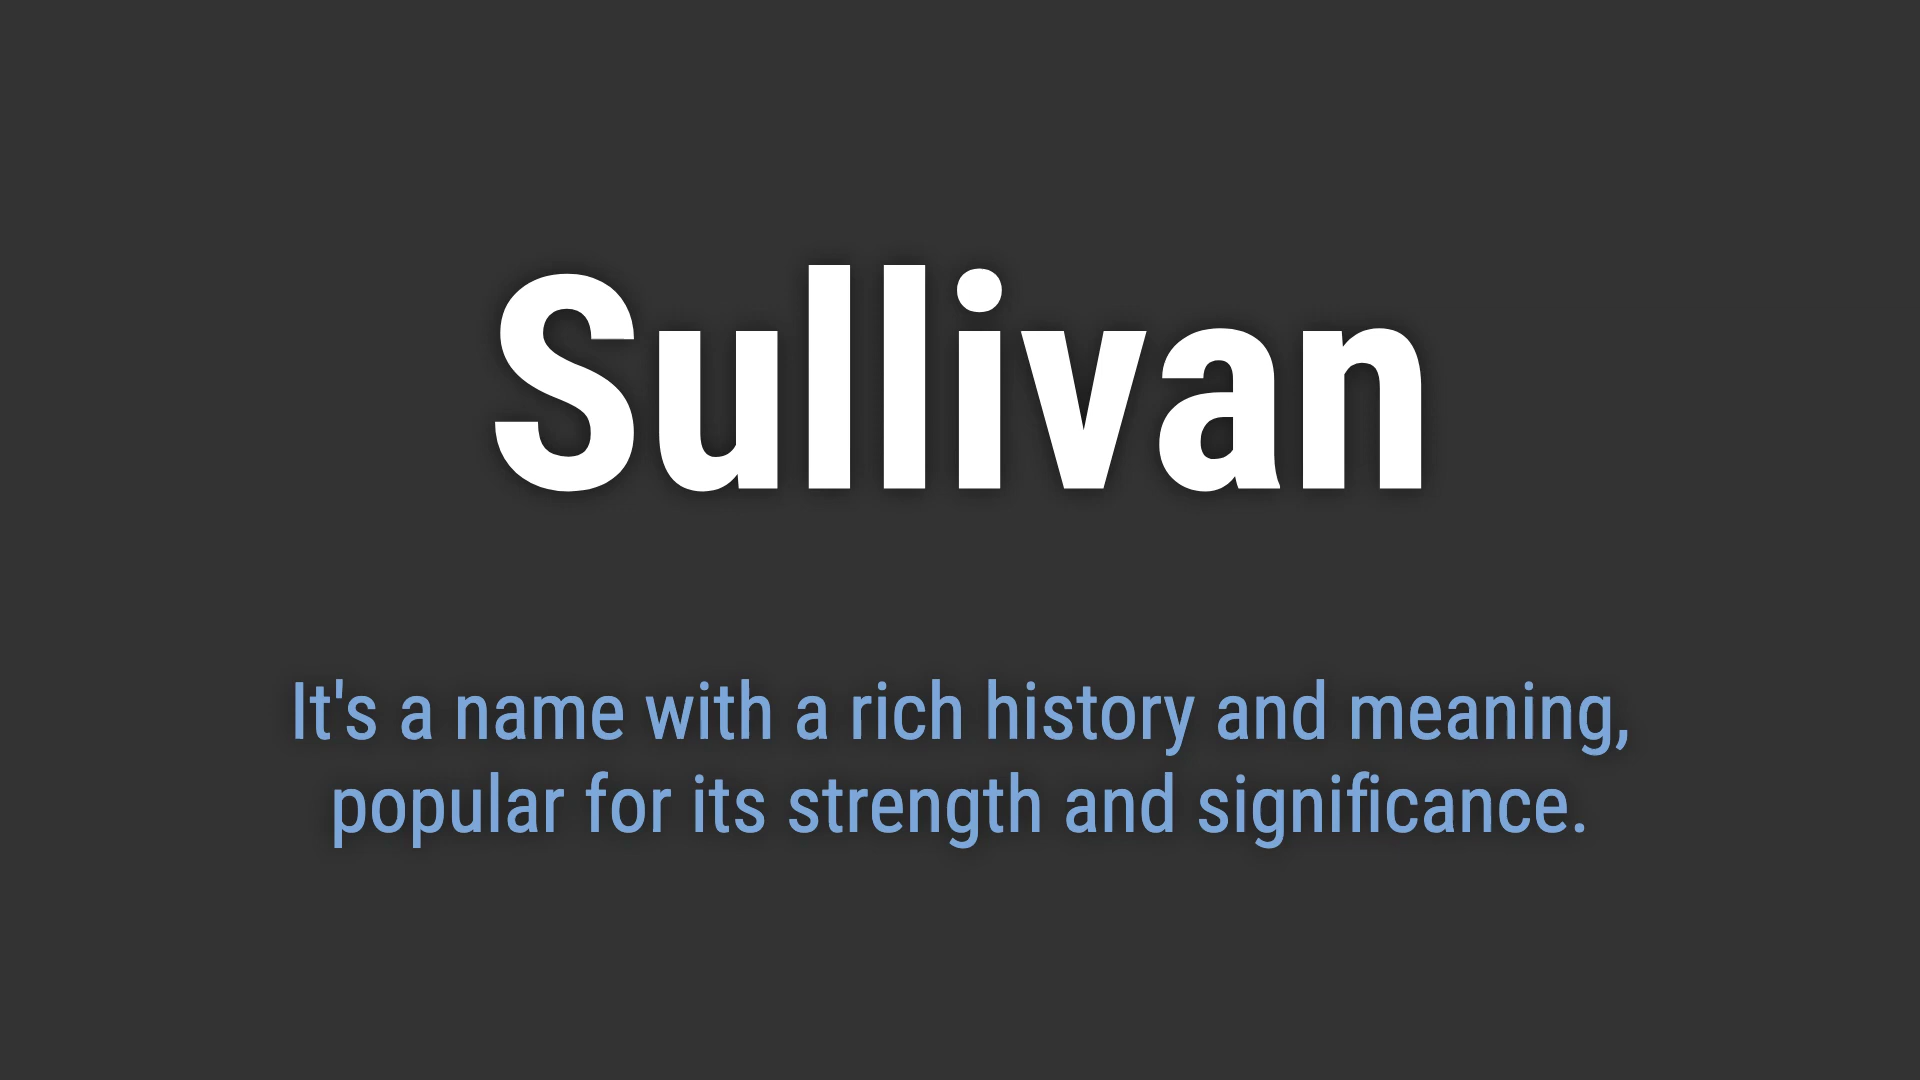 Sullivan
It's a name with a rich history and meaning,
popular for its strength and significance.